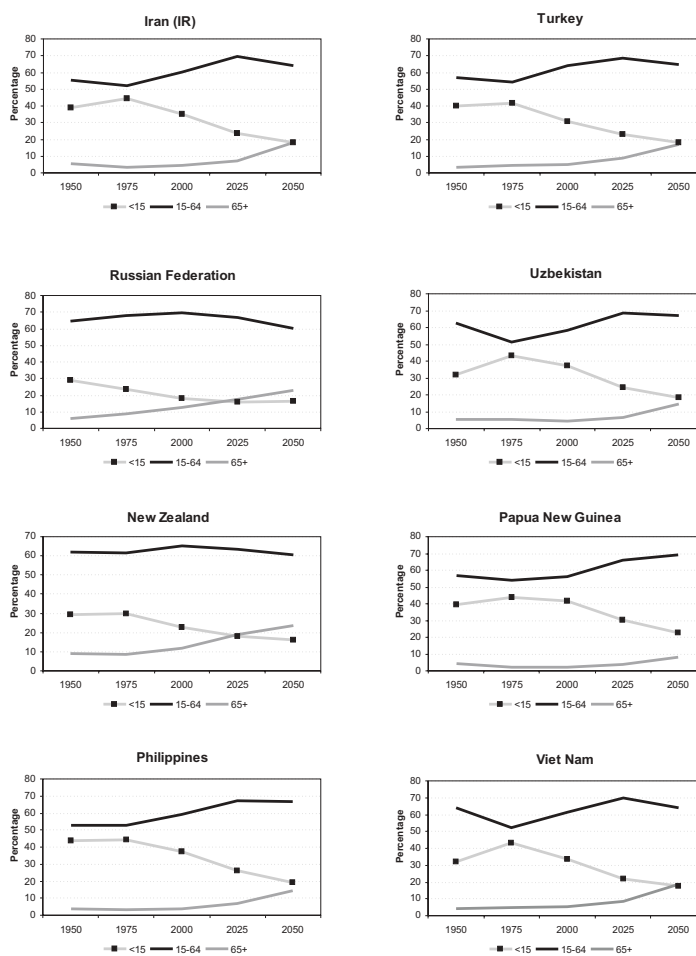 Iran (IR)
Percentage
80
70
60
50
40
30
20
10
0
1950 1975 2000 2025 2050
<15 15-64 65+
Turkey
Percentage
80
70
60
50
40
30
20
10
0
1950 1975 2000 2025 2050
<15 15-64 65+
Russian Federation
Percentage
80
70
60
50
40
30
20
10
0
1950 1975 2000 2025 2050
<15 15-64 65+
Uzbekistan
Percentage
80
70
60
50
40
30
20
10
0
1950 1975 2000 2025 2050
<15 15-64 65+
New Zealand
Percentage
70
60
50
40
30
20
10
0
1950 1975 2000 2025 2050
<15 15-64 65+
Papua New Guinea
Percentage
80
70
60
50
40
30
20
10
0
1950 1975 2000 2025 2050
<15 15-64 65+
Philippines
Percentage
80
70
60
50
40
30
20
10
0
1950 1975 2000 2025 2050
<15 15-64 65+
Viet Nam
Percentage
80
70
60
50
40
30
20
10
0
1950 1975 2000 2025 2050
<15 15-64 65+